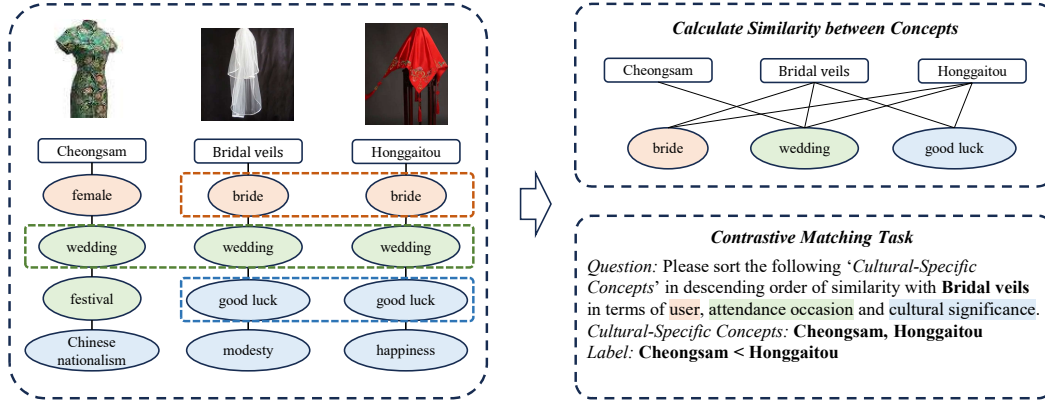 Cheongsam
Bridal veils
Honggaitou
female
bride
bride
wedding
wedding
wedding
festival
good luck
good luck
Chinese
nationalism
modesty
happiness
Calculate Similarity between Concepts
Cheongsam
Bridal veils
Honggaitou
bride
wedding
good luck
Contrastive Matching Task
Question: Please sort the following ‘Cultural-Specific
Concepts’ in descending order of similarity with Bridal veils
in terms of user, attendance occasion and cultural significance.
Cultural-Specific Concepts: Cheongsam, Honggaitou
Label: Cheongsam < Honggaitou